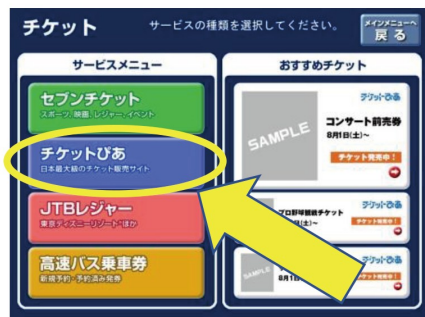 チケット
サービスの種類を選択してください。
メインメニューへ
戻る
サービスメニュー
おすすめチケット
セブンチケット
スポーツ、映画、レジャー、イベント
チケットぴあ
日本最大級のチケット販売サイト
JTBレジャー
東京ディズニーリゾート®ほか
高速バス乗車券
新規予約・予約済み発券
チケットぴあ
SAMPLE
コンサート前売券
8月1日(土)~
チケット発売中!
チケットぴあ
プロ野球観戦チケット
チケット発売中!
チケットぴあ
SAMPLE
8月1日